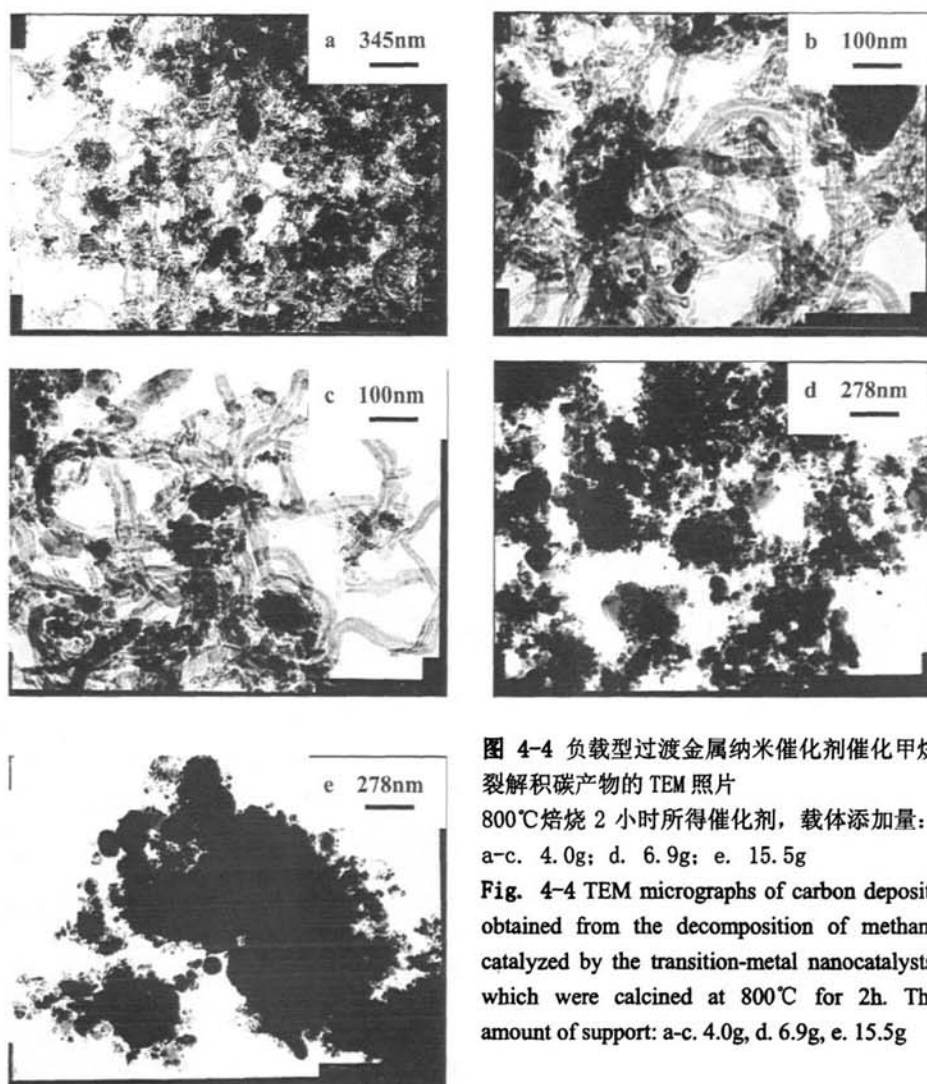 a 345nm
b 100nm
c 100nm
d 278nm
e 278nm
图 4-4 负载型过渡金属纳米催化剂催化甲烷
裂解积碳产物的 TEM 照片
800℃焙烧 2 小时所得催化剂，载体添加量：
a-c. 4.0g; d. 6.9g; e. 15.5g
Fig. 4-4 TEM micrographs of carbon deposit
obtained from the decomposition of methan
catalyzed by the transition-metal nanocatalysts
which were calcined at 800℃ for 2h. Th
amount of support: a-c. 4.0g, d. 6.9g, e. 15.5g